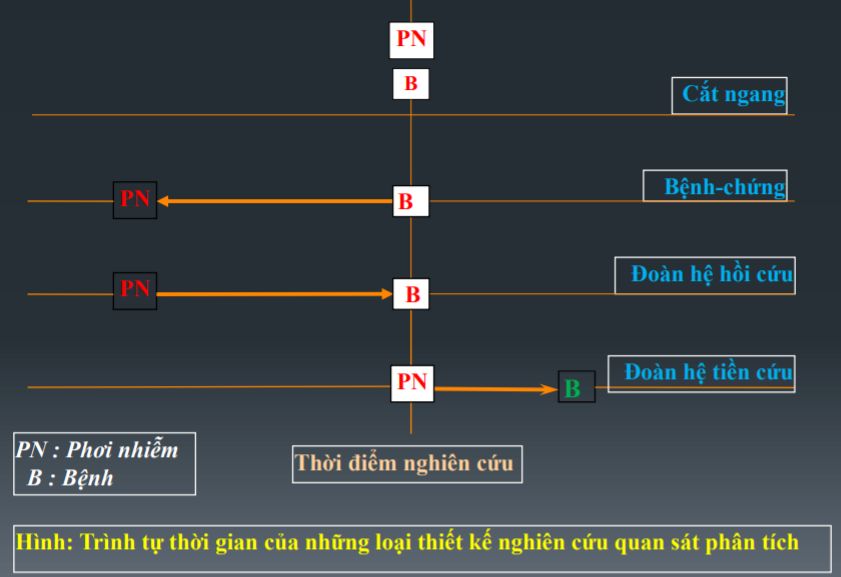 PN
B
Cắt ngang
PN
B
Bệnh-chứng
PN
B
Đoàn hệ hồi cứu
PN
B
Đoàn hệ tiền cứu
PN : Phơi nhiễm
B : Bệnh
Thời điểm nghiên cứu
Hình: Trình tự thời gian của những loại thiết kế nghiên cứu quan sát phân tích